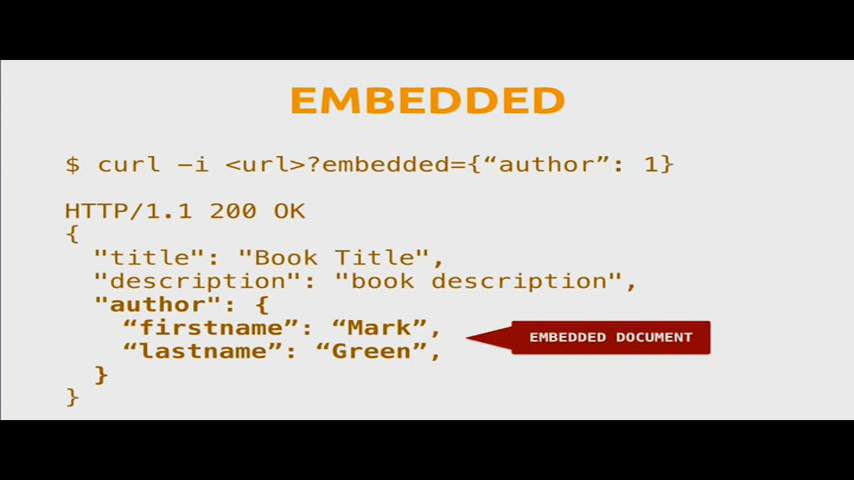 EMBEDDED
$ curl –i <url>?embedded={“author”: 1}
HTTP/1.1 200 OK
{
"title": "Book Title",
"description": "book description",
"author": {
“firstname”: “Mark”,
“lastname”: “Green”,
}
}
EMBEDDED DOCUMENT